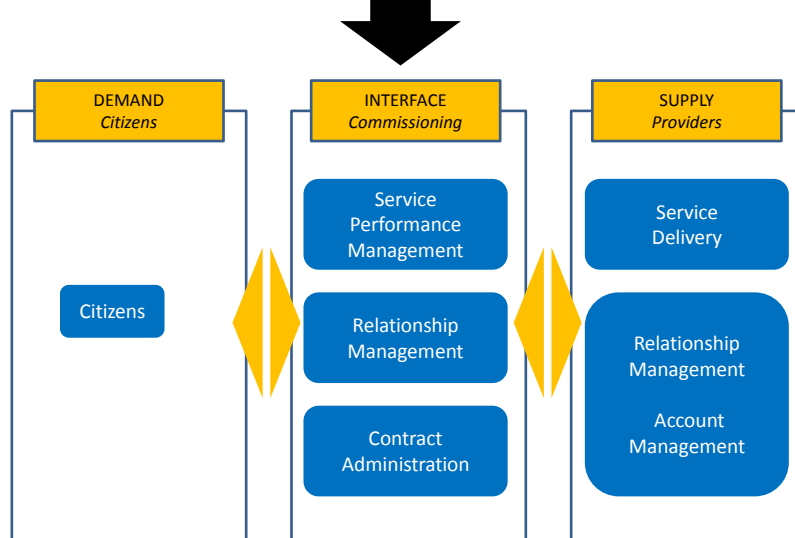 DEMAND
Citizens
INTERFACE
Commissioning
SUPPLY
Providers
Citizens
Service
Performance
Management
Relationship
Management
Contract
Administration
Service
Delivery
Relationship
Management
Account
Management